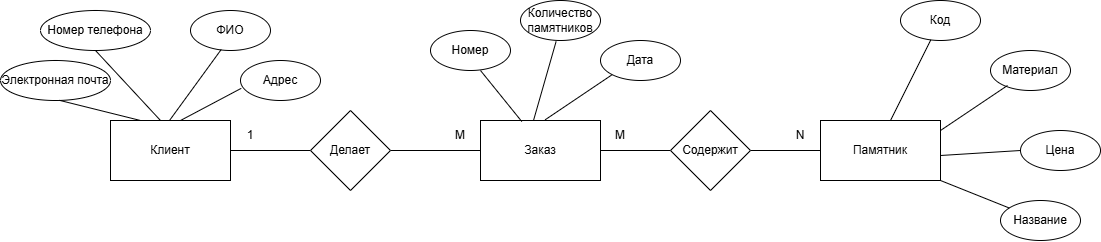 Номер телефона
ФИО
Электронная почта
Адрес
Клиент
1
Делает
М
Номер
Количество
памятников
Дата
Заказ
М
Содержит
N
Памятник
Код
Материал
Цена
Название